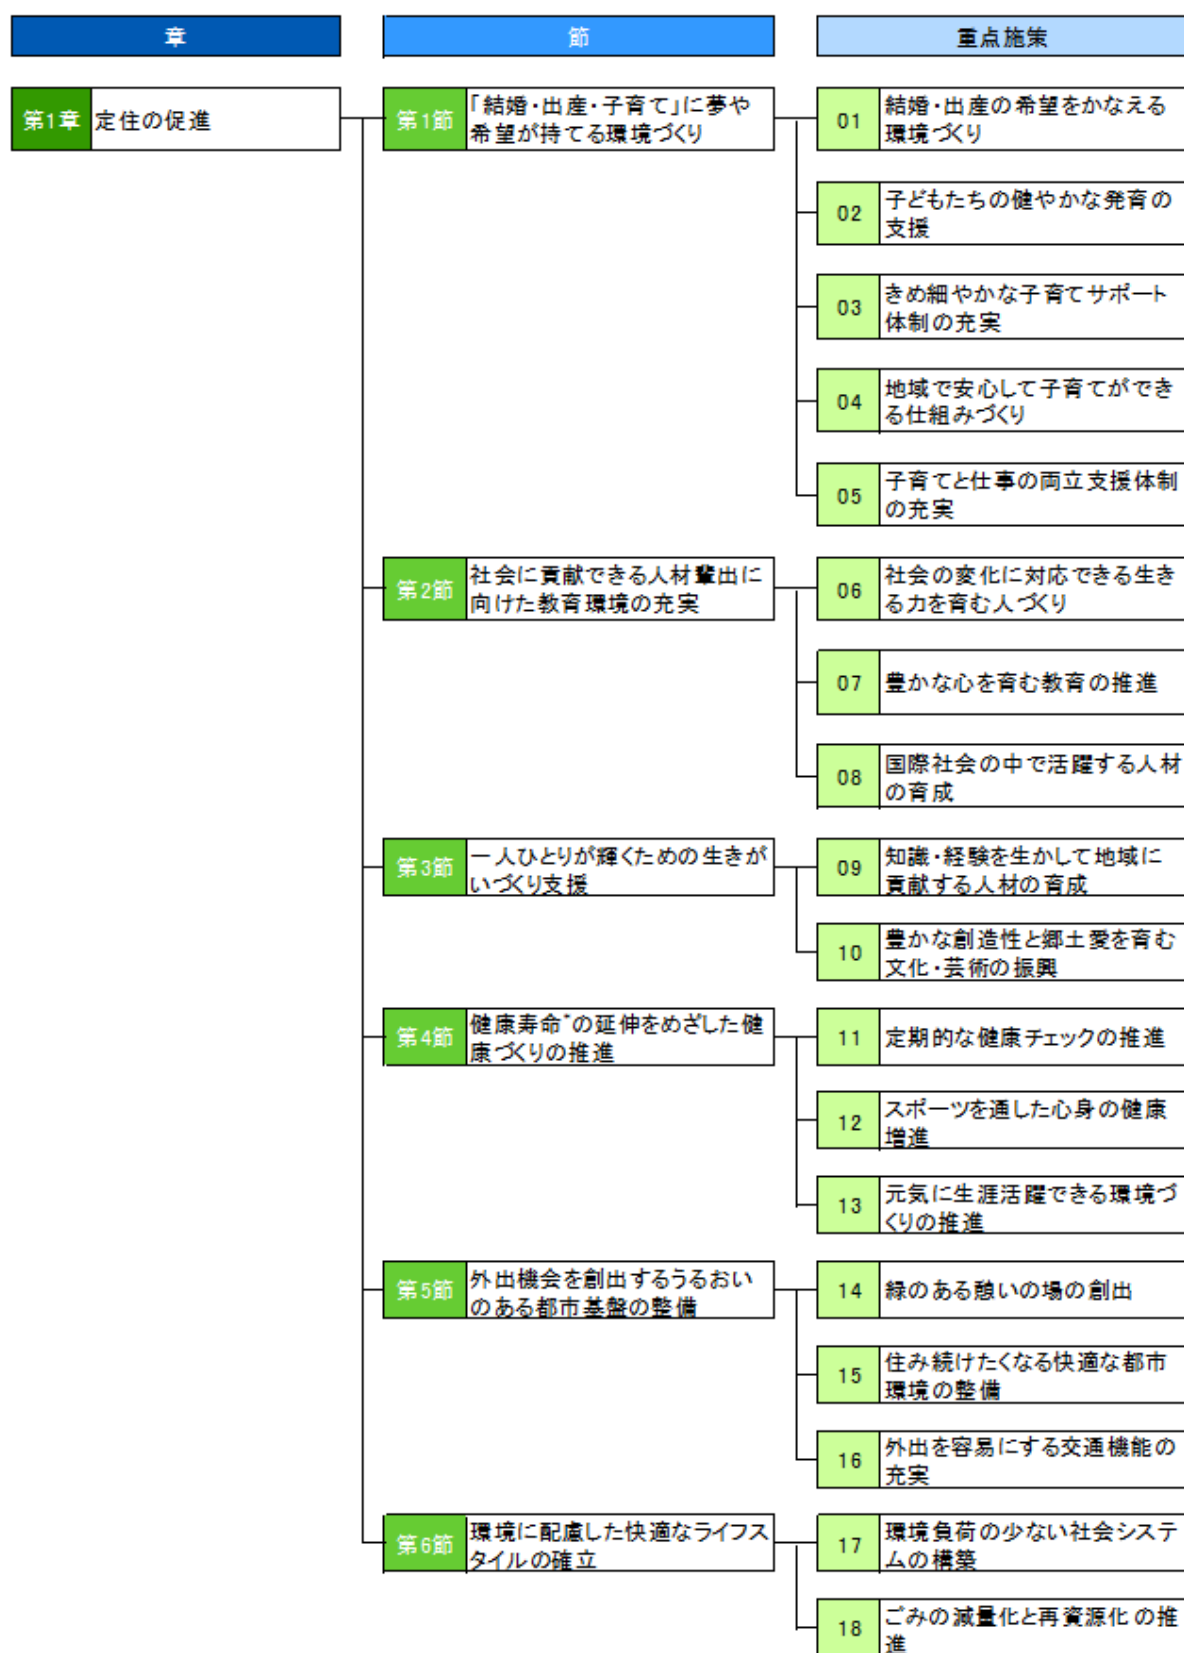 章
節
重点施策
第1章
定住の促進
第1節
「結婚・出産・子育て」に夢や
希望が持てる環境づくり
01
結婚・出産の希望をかなえる
環境づくり
02
子どもたちの健やかな発育の
支援
03
きめ細やかな子育てサポート
体制の充実
04
地域で安心して子育てができ
る仕組みづくり
05
子育てと仕事の両立支援体制
の充実
第2節
社会に貢献できる人材輩出に
向けた教育環境の充実
06
社会の変化に対応できる生き
る力を育む人づくり
07
豊かな心を育む教育の推進
08
国際社会の中で活躍する人材
の育成
第3節
一人ひとりが輝くための生きが
いづくり支援
09
知識・経験を生かして地域に
貢献する人材の育成
10
豊かな創造性と郷土愛を育む
文化・芸術の振興
第4節
健康寿命*の延伸をめざした健
康づくりの推進
11
定期的な健康チェックの推進
12
スポーツを通した心身の健康
増進
13
元気に生涯活躍できる環境づ
くりの推進
第5節
外出機会を創出するうるおい
のある都市基盤の整備
14
緑のある憩いの場の創出
15
住み続けたくなる快適な都市
環境の整備
16
外出を容易にする交通機能の
充実
第6節
環境に配慮した快適なライフス
タイルの確立
17
環境負荷の少ない社会システ
ムの構築
18
ごみの減量化と再資源化の推
進